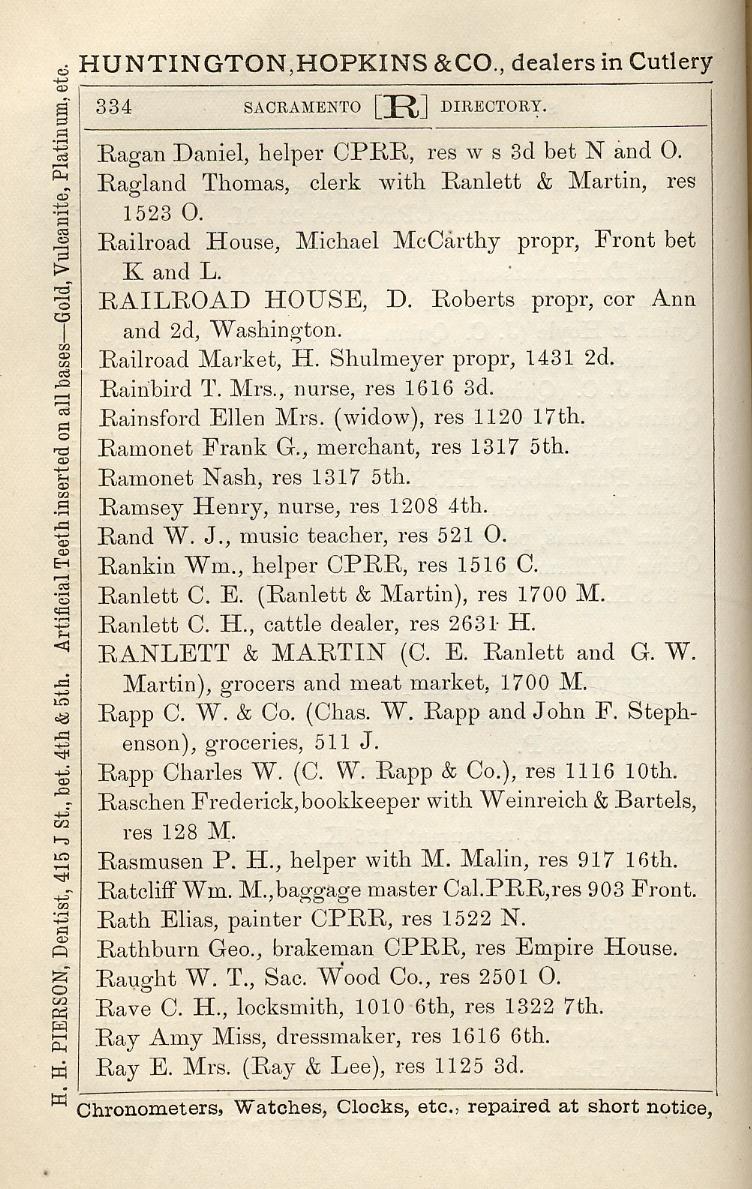 HUNTINGTON, HOPKINS & CO., dealers in Cutlery
334 SACRAMENTO [R] DIRECTORY.
Ragan Daniel, helper CPRR, res w s 3d bet N and O.
Ragland Thomas, clerk with Ranlett & Martin, res
1523 O.
Railroad House, Michael McCarthy propr, Front bet
K and L.
RAILROAD HOUSE, D. Roberts propr, cor Ann
and 2d, Washington.
Railroad Market, H. Shulmeyer propr, 1431 2d.
Rainbird T. Mrs., nurse, res 1616 3d.
Rainsford Ellen Mrs. (widow), res 1120 17th.
Ramonet Frank G., merchant, res 1317 5th.
Ramonet Nash, res 1317 5th.
Ramsey Henry, nurse, res 1208 4th.
Rand W. J., music teacher, res 521 O.
Rankin Wm., helper CPRR, res 1516 C.
Ranlett C. E. (Ranlett & Martin), res 1700 M.
Ranlett C. H., cattle dealer, res 2631 H.
RANLETT & MARTIN (C. E. Ranlett and G. W.
Martin), grocers and meat market, 1700 M.
Rapp C. W. & Co. (Chas. W. Rapp and John F. Steph-
enson), groceries, 511 J.
Rapp Charles W. (C. W. Rapp & Co.), res 1116 10th.
Raschen Frederick, bookkeeper with Weinreich & Bartels,
res 128 M.
Rasmusen P. H., helper with M. Malin, res 917 16th.
Ratcliff Wm. M., baggage master Cal.PRR, res 903 Front.
Rath Elias, painter CPRR, res 1522 N.
Rathburn Geo., brakeman CPRR, res Empire House.
Raught W. T., Sac. Wood Co., res 2501 O.
Rave C. H., locksmith, 1010 6th, res 1322 7th.
Ray Amy Miss, dressmaker, res 1616 6th.
Ray E. Mrs. (Ray & Lee), res 1125 3d.
Chronometers, Watches, Clocks, etc., repaired at short notice,
H. H. PIERSON, Dentist, 415 J St., bet. 4th & 5th. Artificial Teeth inserted on all bases—Gold, Vulcanite, Platinum, etc.